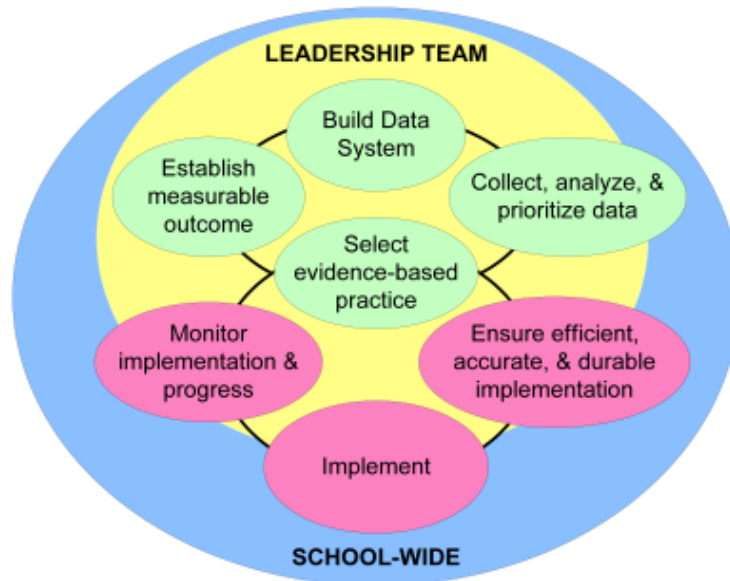 LEADERSHIP TEAM
Build Data
System
Establish
measurable
outcome
Collect, analyze, &
prioritize data
Select
evidence-based
practice
Monitor
implementation &
progress
Ensure efficient,
accurate, & durable
implementation
Implement
SCHOOL-WIDE